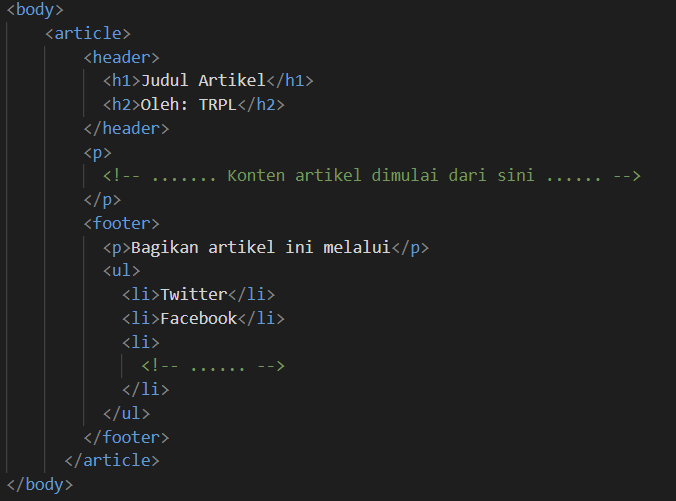 <body>
<article>
<header>
<h1>Judul Artikel</h1>
<h2>Oleh: TRPL</h2>
</header>
<p>
<!-- ....... Konten artikel dimulai dari sini ...... -->
</p>
<footer>
<p>Bagikan artikel ini melalui</p>
<ul>
<li>Twitter</li>
<li>Facebook</li>
<li>
<!-- ...... -->
</li>
</ul>
</footer>
</article>
</body>